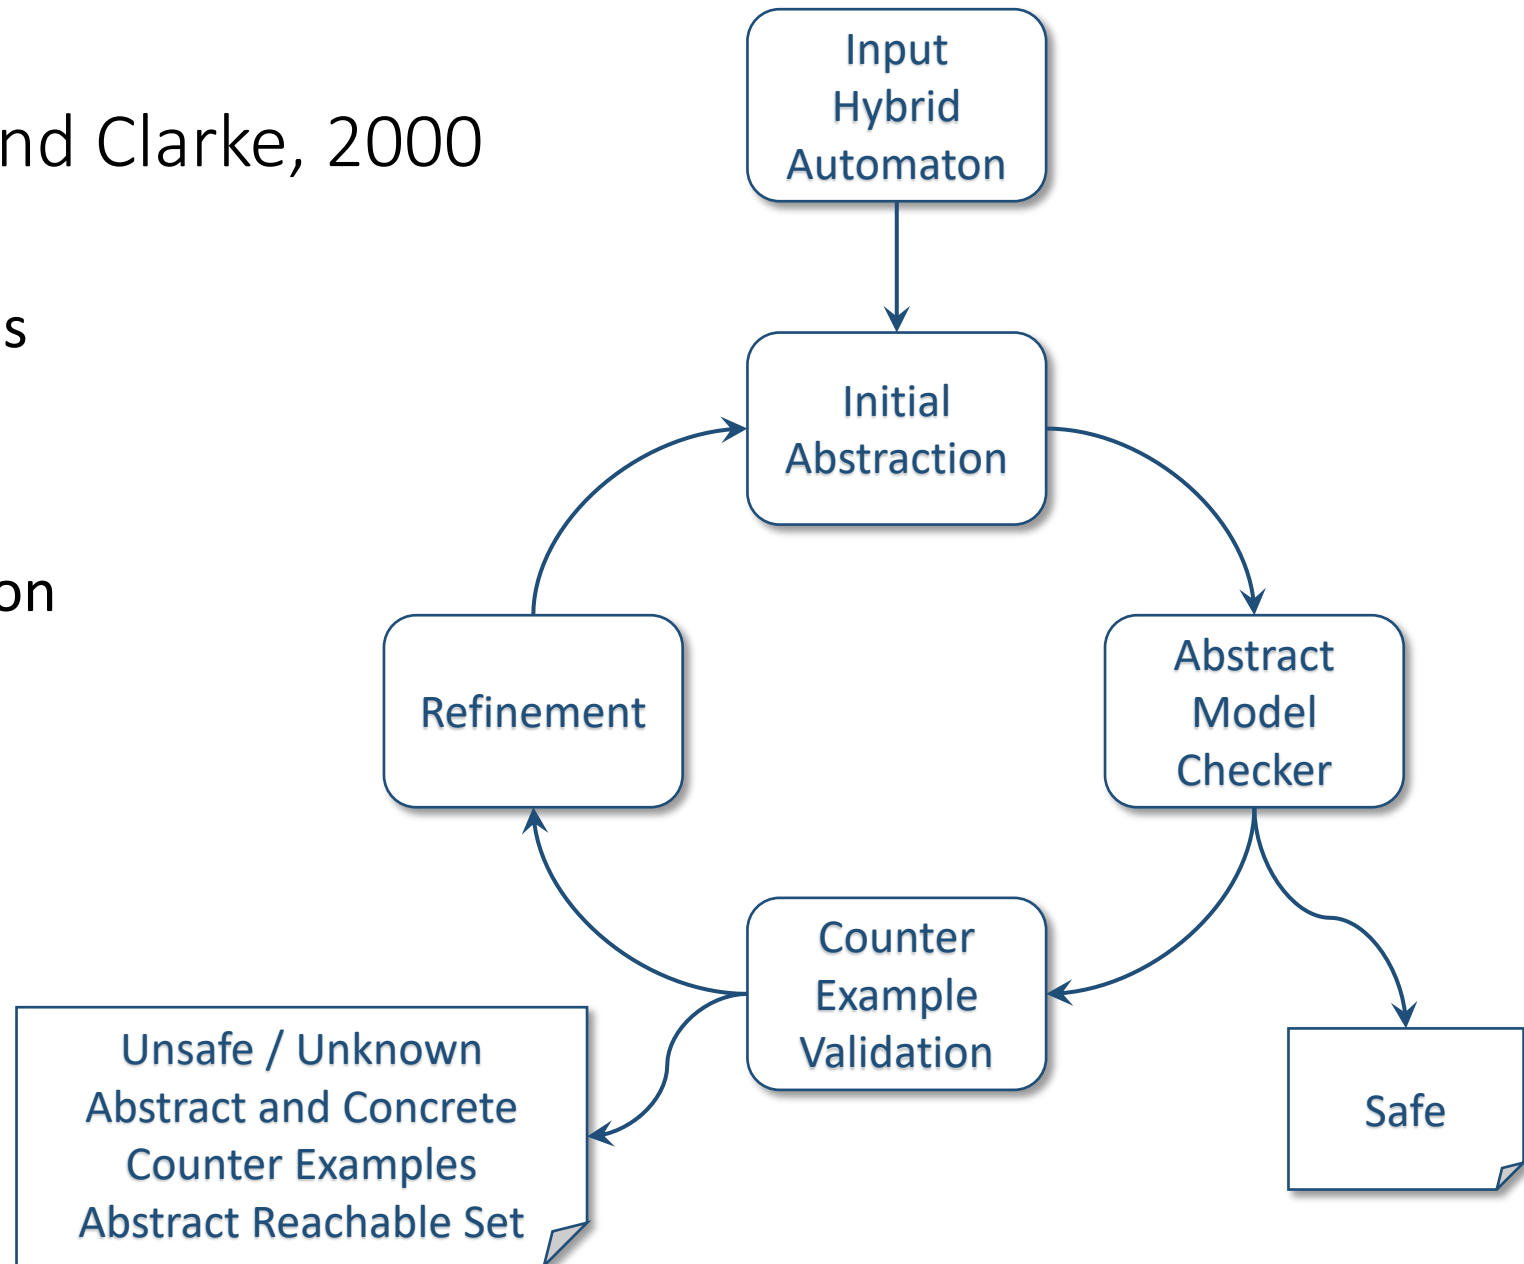 nd Clarke, 2000
s
on
Input
Hybrid
Automaton
Initial
Abstraction
Refinement
Abstract
Model
Checker
Counter
Example
Validation
Unsafe / Unknown
Abstract and Concrete
Counter Examples
Abstract Reachable Set
Safe